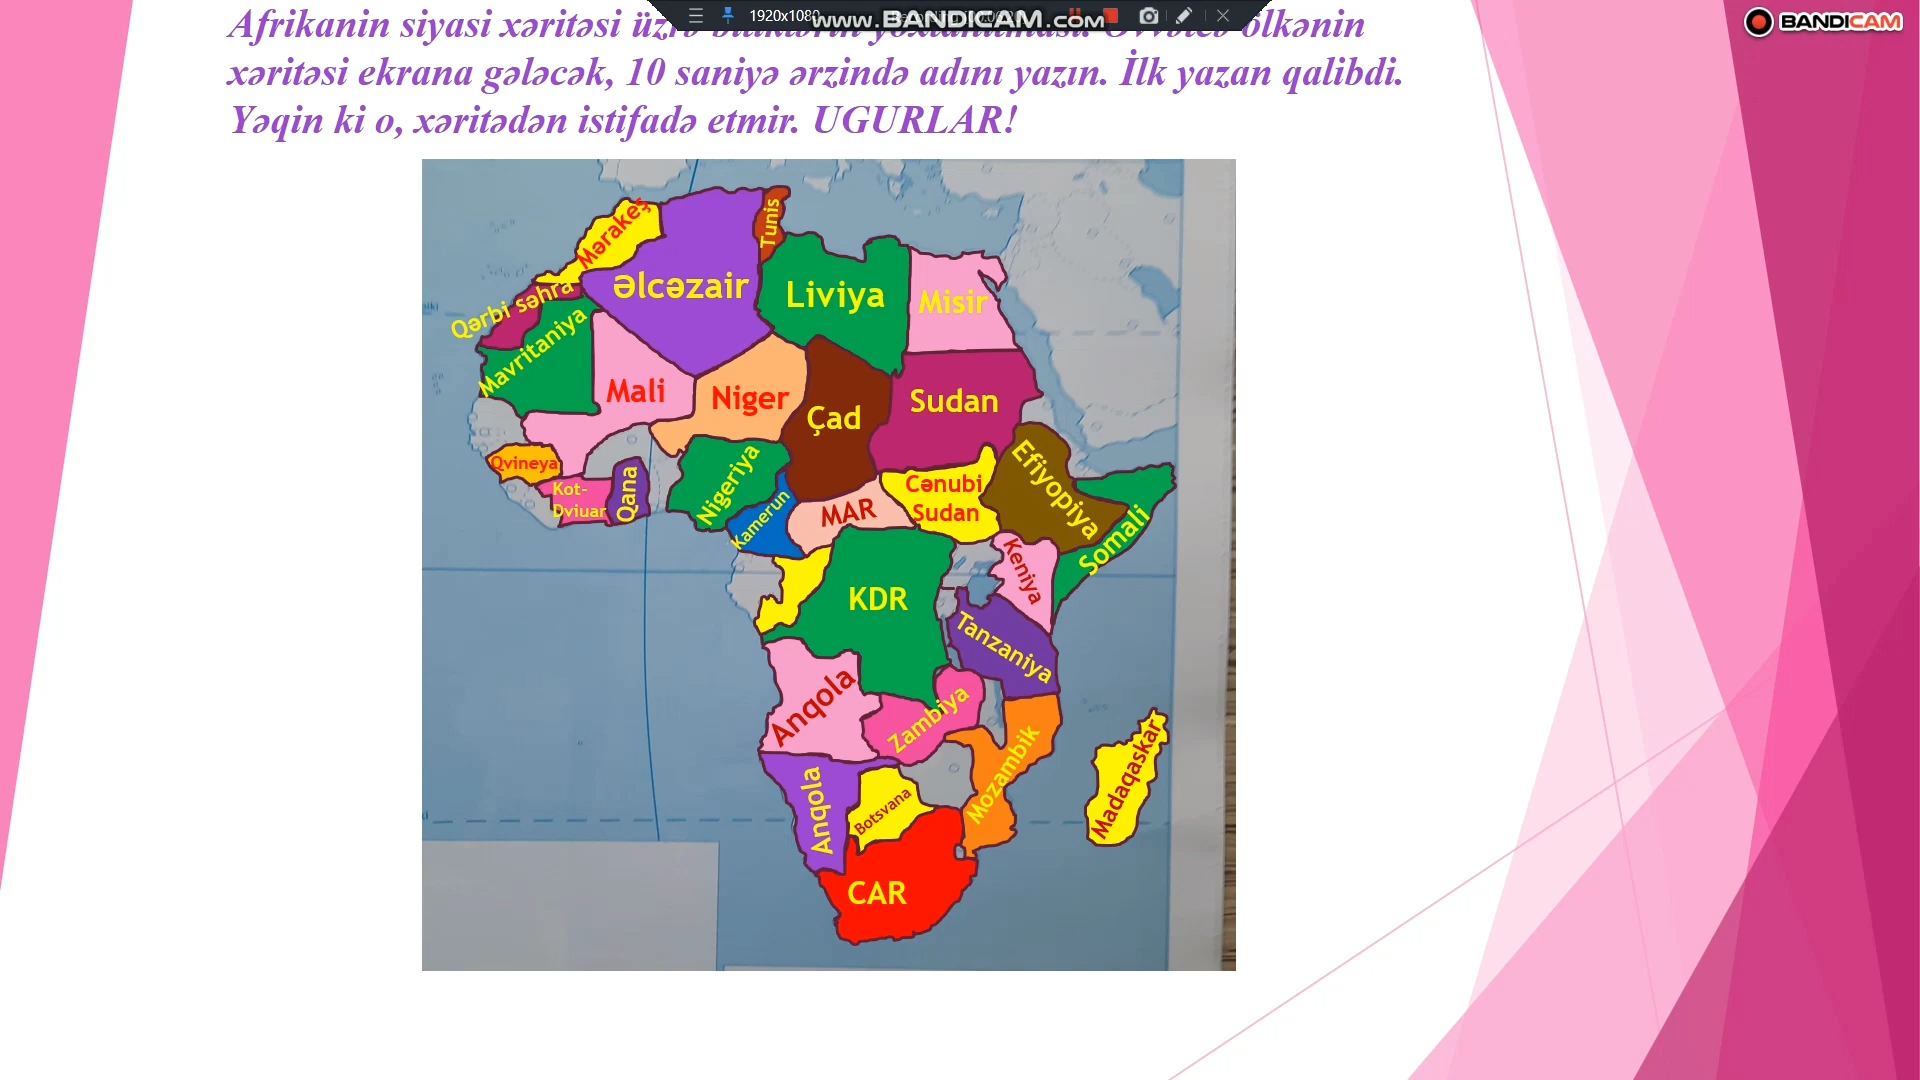 1920x1080
www.BANDICAM.com
BANDICAM
Afrikanin siyasi xəritəsi ölkənin
xəritəsi ekrana gələcək, 10 saniyə ərzində adını yazın. İlk yazan qalibdi.
Yəqin ki o, xəritədən istifadə etmir. UGURLAR!
Mərakeş
Tunis
Əlcəzair
Liviya
Misir
Qərbi səhra
Mavritaniya
Mali
Niger
Çad
Sudan
Efiyopiya
Qvineya
Kot-
Dviuar
Qana
Nigeriya
Kamerun
MAR
Cənubi
Sudan
Somali
Keniya
KDR
Tanzaniya
Anqola
Zambiya
Mozambik
Madaqaskar
Anqola
Botsvana
CAR